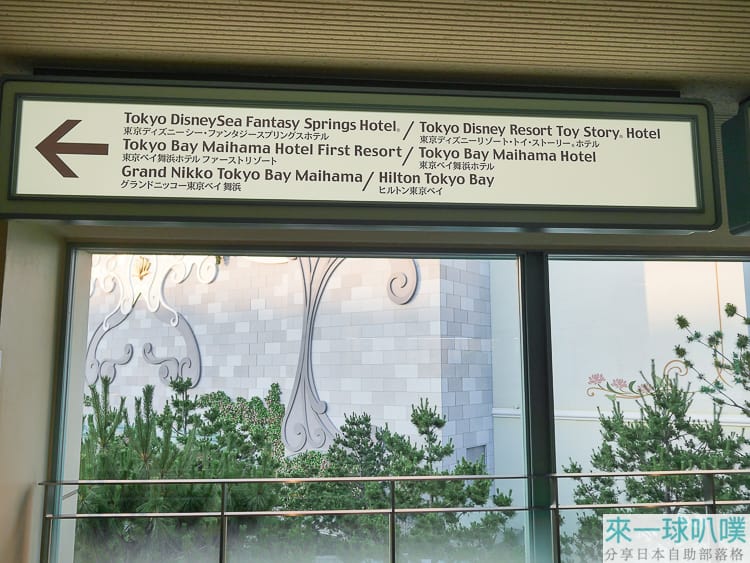 Tokyo DisneySea Fantasy Springs Hotel® / Tokyo Disney Resort Toy Story® Hotel
東京ディズニーシー・ファンタジースプリングスホテル 東京ディズニーリゾート・トイ・ストーリー®ホテル
Tokyo Bay Maihama Hotel First Resort / Tokyo Bay Maihama Hotel
東京ベイ舞浜ホテル ファーストリゾート 東京ベイ舞浜ホテル
Grand Nikko Tokyo Bay Maihama / Hilton Tokyo Bay
グランドニッコー東京ベイ 舞浜 ヒルトン東京ベイ
來一球叭噗
分享日本自助部落格